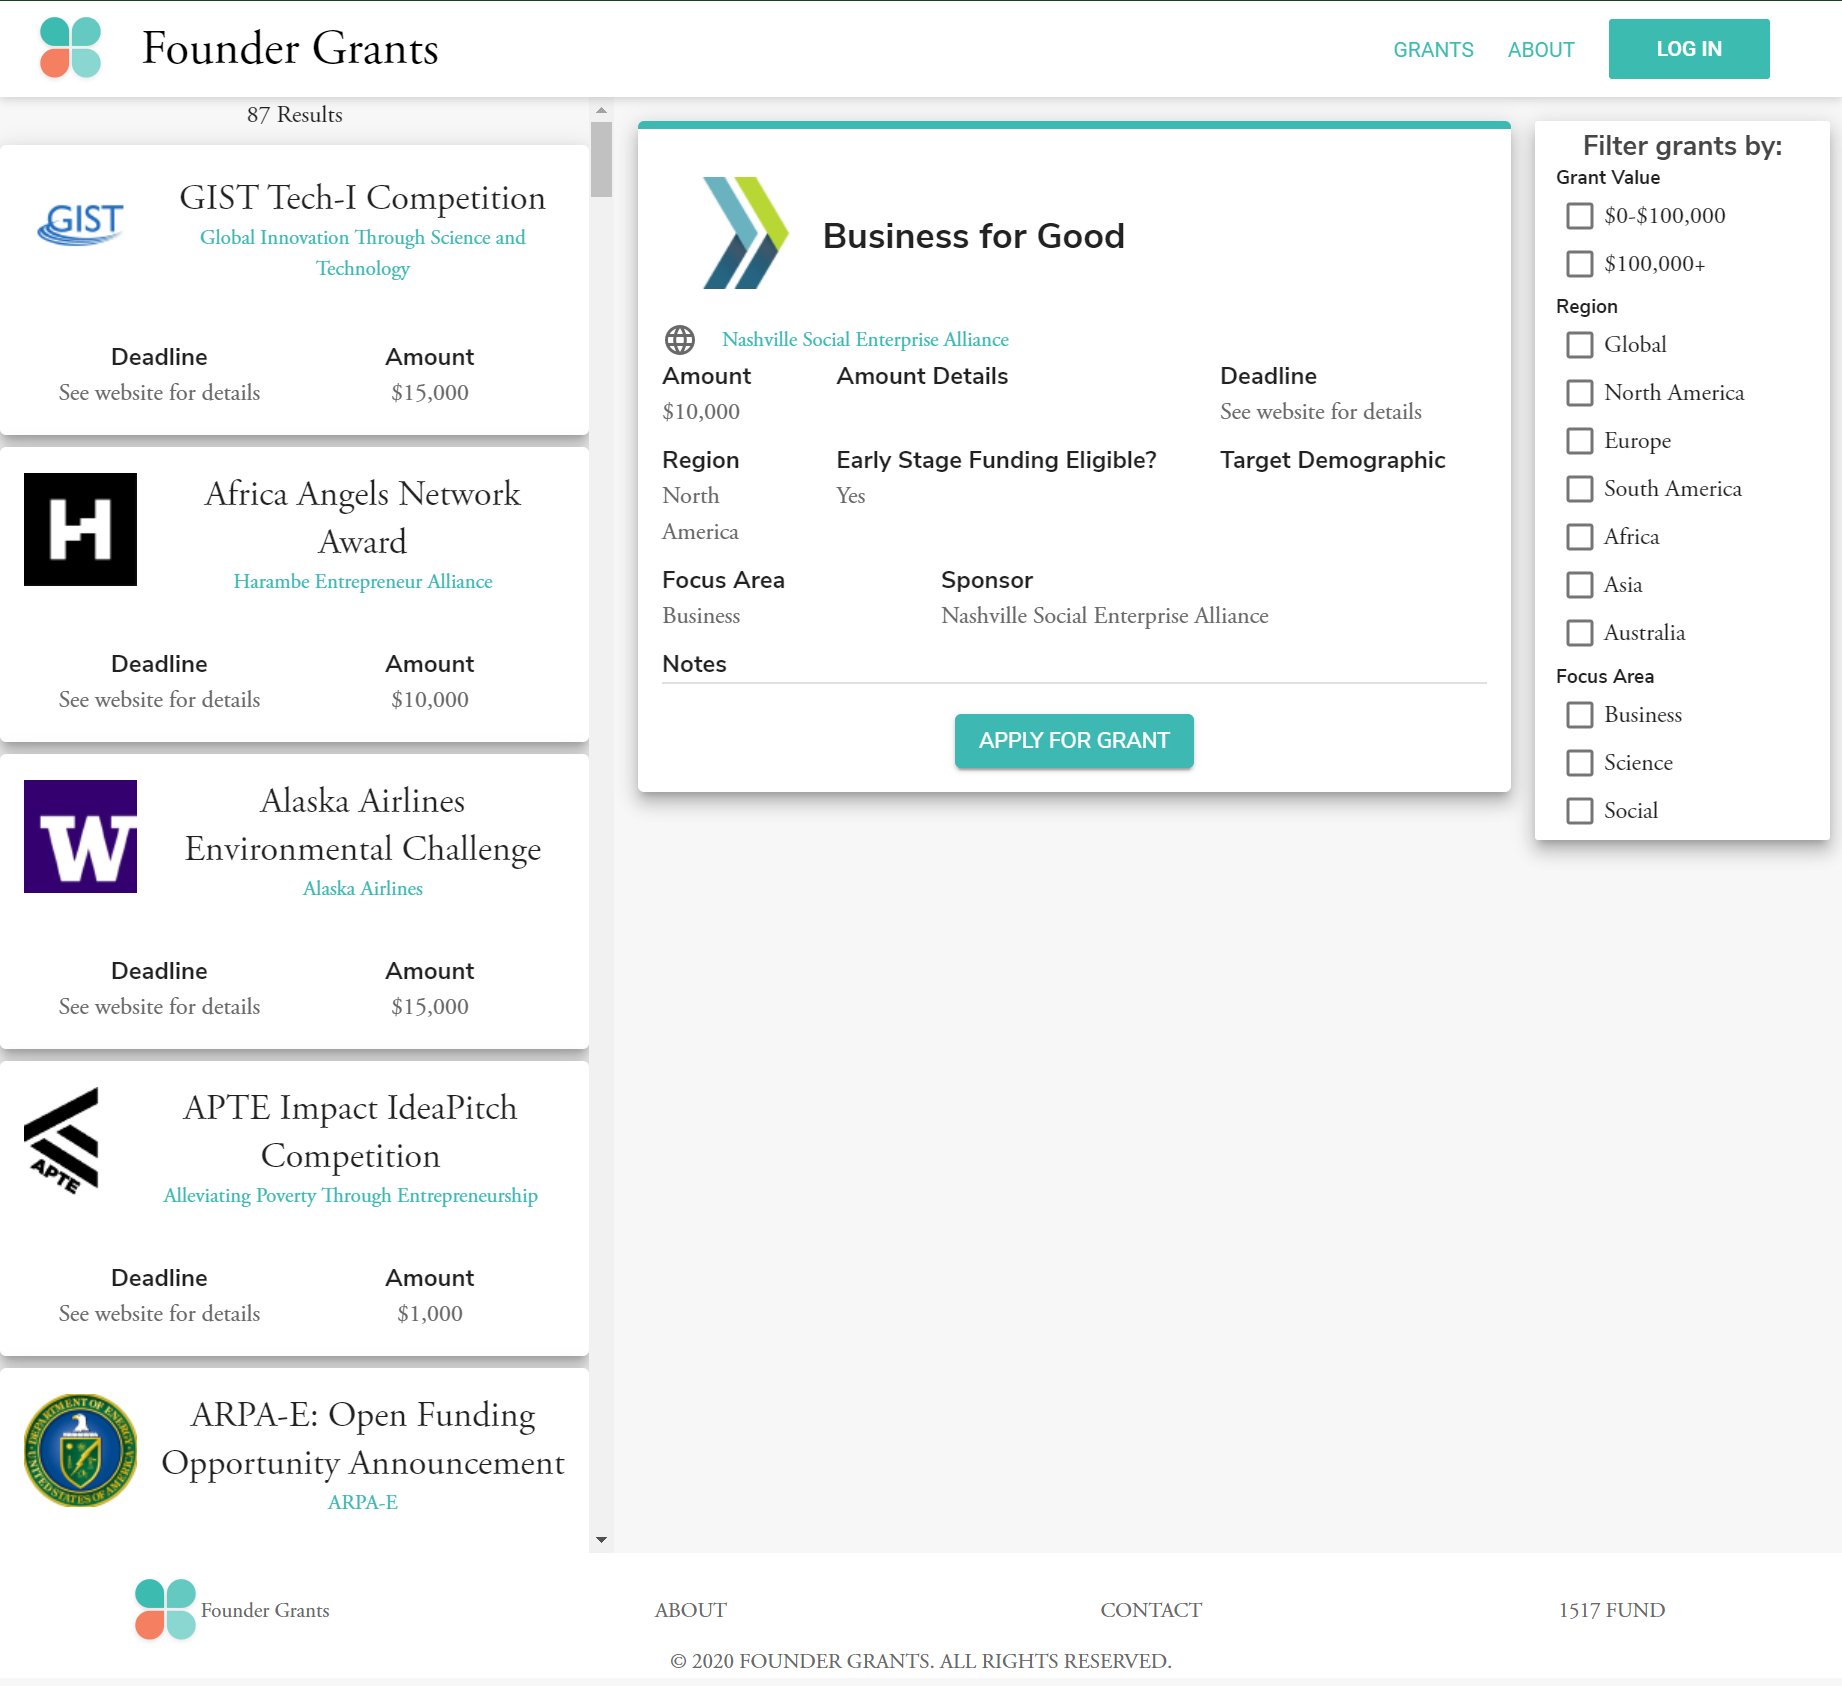 Founder Grants
GRANTS
ABOUT
LOG IN
87 Results
GIST
GIST Tech-I Competition
Global Innovation Through Science and
Technology
Deadline
Amount
See website for details
$15,000
Africa Angels Network
Award
Harambe Entrepreneur Alliance
Deadline
Amount
See website for details
$10,000
W
Alaska Airlines
Environmental Challenge
Alaska Airlines
Deadline
Amount
See website for details
$15,000
APTE
APTE Impact IdeaPitch
Competition
Alleviating Poverty Through Entrepreneurship
Deadline
Amount
See website for details
$1,000
DEPARTMENT OF ENERGY
UNITED STATES OF AMERICA
ARPA-E: Open Funding
Opportunity Announcement
ARPA-E
Business for Good
Nashville Social Enterprise Alliance
Amount
Amount Details
Deadline
$10,000
See website for details
Region
Early Stage Funding Eligible?
Target Demographic
North
America
Yes
Focus Area
Sponsor
Business
Nashville Social Enterprise Alliance
Notes
APPLY FOR GRANT
Filter grants by:
Grant Value
$0-$100,000
$100,000+
Region
Global
North America
Europe
South America
Africa
Asia
Australia
Focus Area
Business
Science
Social
Founder Grants
ABOUT
CONTACT
1517 FUND
© 2020 FOUNDER GRANTS. ALL RIGHTS RESERVED.